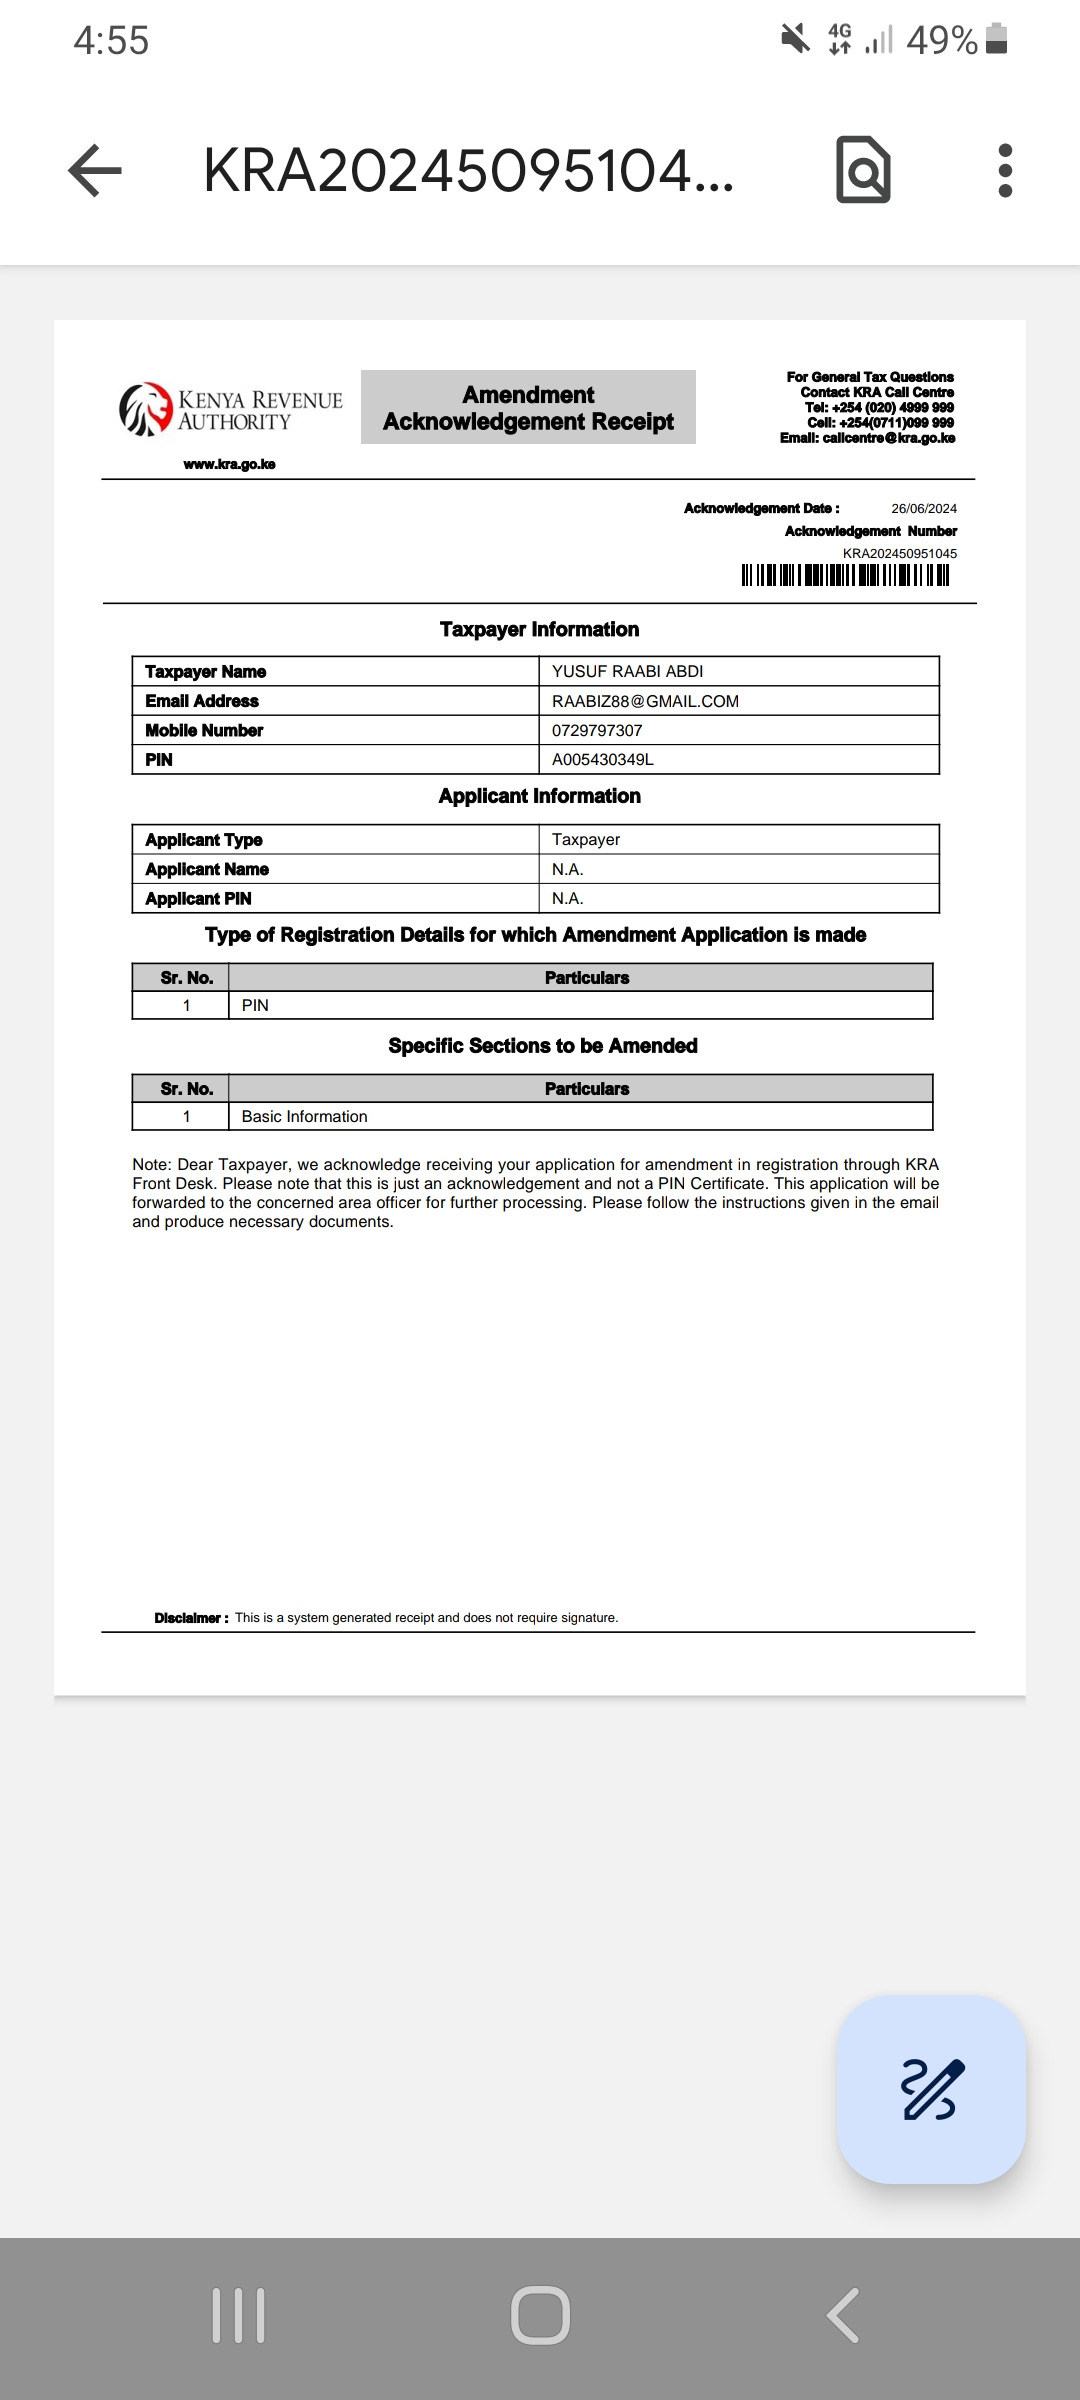 4:55
4G
49%
KRA20245095104...
KENYA REVENUE
AUTHORITY
www.kra.go.ke
Amendment
Acknowledgement Receipt
For General Tax Questions
Contact KRA Call Centre
Tel: +254 (020) 4999 999
Cell: +254(0711)099 999
Email: callcentre@kra.go.ke
Acknowledgement Date : 26/06/2024
Acknowledgement Number
KRA202450951045
Taxpayer Information
Taxpayer Name YUSUF RAABI ABDI
Email Address RAABIZ88@GMAIL.COM
Mobile Number 0729797307
PIN A005430349L
Applicant Information
Applicant Type Taxpayer
Applicant Name N.A.
Applicant PIN N.A.
Type of Registration Details for which Amendment Application is made
Sr. No. Particulars
1 PIN
Specific Sections to be Amended
Sr. No. Particulars
1 Basic Information
Note: Dear Taxpayer, we acknowledge receiving your application for amendment in registration through KRA
Front Desk. Please note that this is just an acknowledgement and not a PIN Certificate. This application will be
forwarded to the concerned area officer for further processing. Please follow the instructions given in the email
and produce necessary documents.
Disclaimer : This is a system generated receipt and does not require signature.